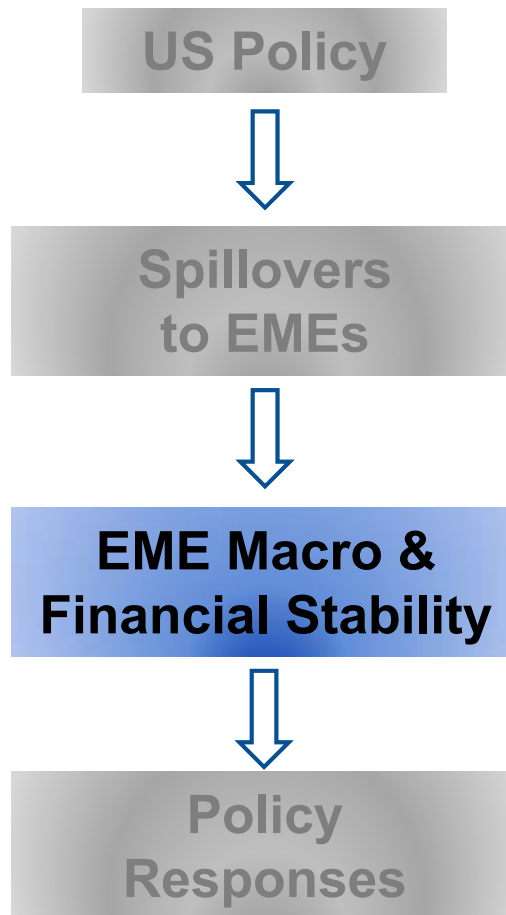 US Policy
Spillovers
to EMEs
EME Macro &
Financial Stability
Policy
Responses